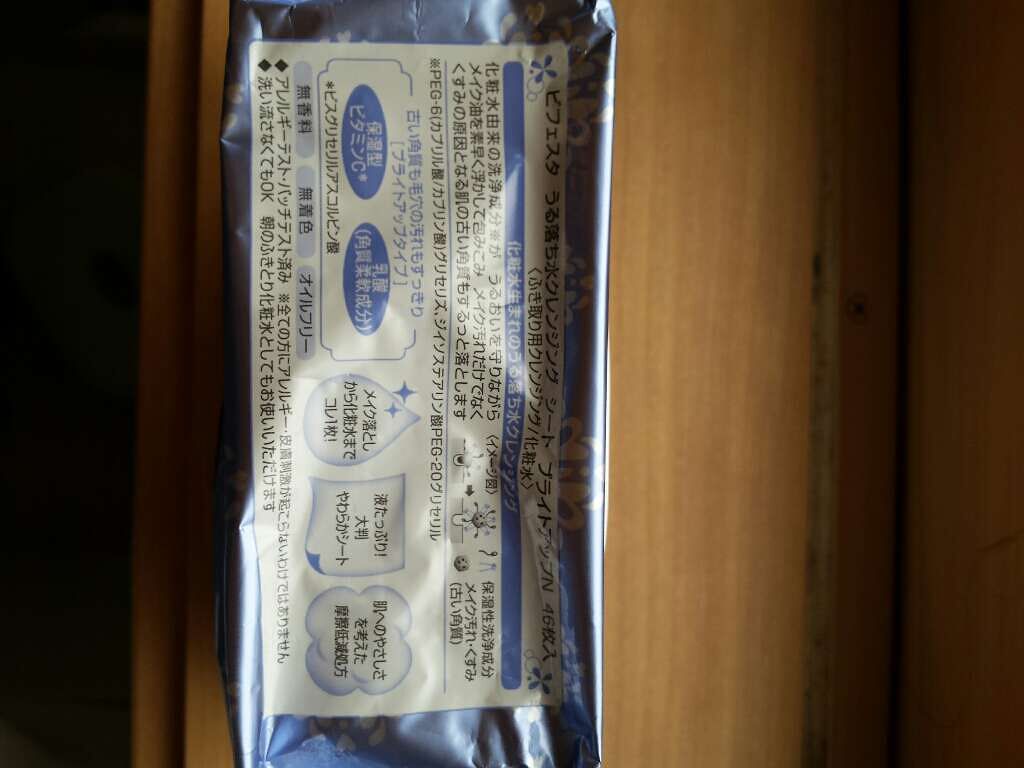 ビフェスタ うる落ち水クレンジング シート ブライトアップN 46枚入
〈ふき取り用クレンジング/化粧水〉
化粧水生まれのうる落ち水クレンジング
化粧水由来の洗浄成分※が うるおいを守りながら
メイク油を素早く浮かして包みこみ メイク汚れだけでなく
くすみの原因となる肌の古い角質もするっと落とします
〈イメージ図〉
保湿性洗浄成分
メイク汚れ・くすみ
(古い角質)
※PEG-6(カプリル酸/カプリン酸)グリセリズ、ジイソステアリン酸PEG-20グリセリル
古い角質も毛穴の汚れもすっきり
[ブライトアップタイプ]
保湿型
ビタミンC*
乳酸
(角質柔軟成分)
*ビスグリセリルアスコルビン酸
メイク落とし
から化粧水まで
コレ1枚!
液たっぷり!
大判
やわらかシート
肌へのやさしさ
を考えた
摩擦低減処方
無香料 無着色 オイルフリー
◆アレルギーテスト・パッチテスト済み ※全ての方にアレルギー・皮膚刺激が起こらないわけではありません
◆洗い流さなくてもOK 朝のふきとり化粧水としてもお使いいただけます